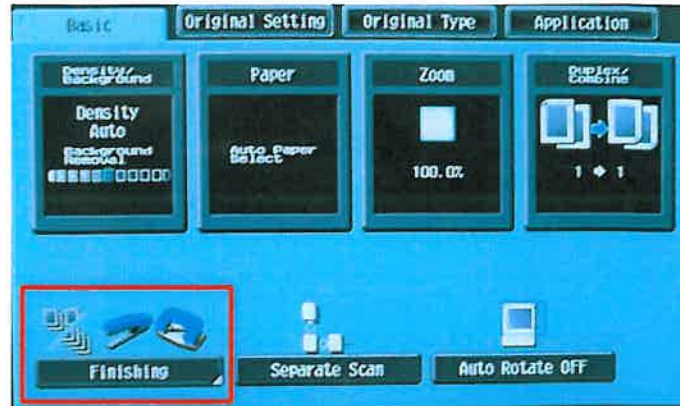 Basic
Original Setting
Original Type
Application
Density/
Background
Paper
Zoom
Duplex/
Combine
Density
Auto
Background
Removal
Auto Paper
Select
100.0%
1 → 1
Finishing
Separate Scan
Auto Rotate OFF